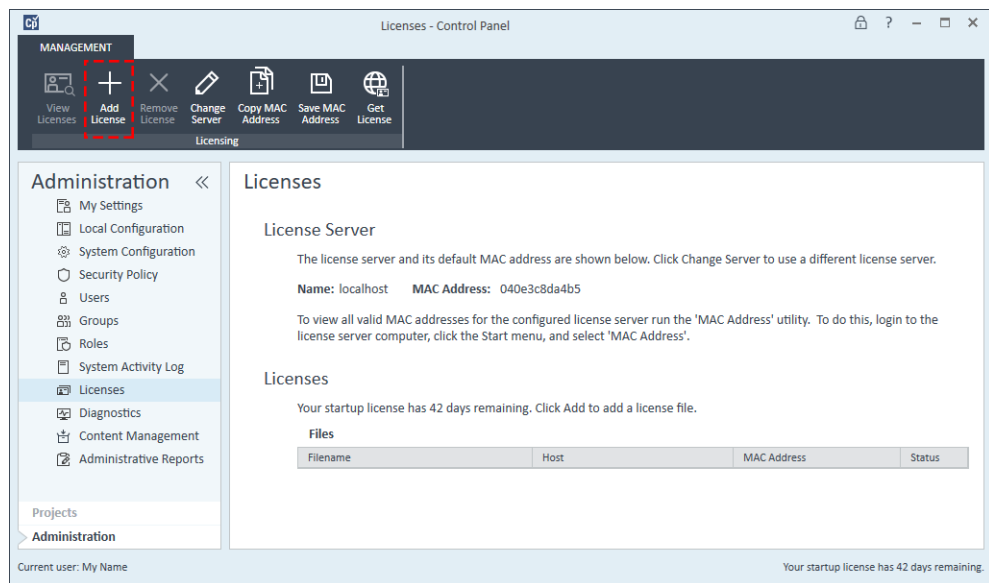 Cp
Licenses - Control Panel
?
MANAGEMENT
View Licenses
Add License
Remove License
Change Server
Copy MAC Address
Save MAC Address
Get License
Licensing
Administration
My Settings
Local Configuration
System Configuration
Security Policy
Users
Groups
Roles
System Activity Log
Licenses
Diagnostics
Content Management
Administrative Reports
Projects
Administration
Licenses
License Server
The license server and its default MAC address are shown below. Click Change Server to use a different license server.
Name: localhost MAC Address: 040e3c8da4b5
To view all valid MAC addresses for the configured license server run the 'MAC Address' utility. To do this, login to the
license server computer, click the Start menu, and select 'MAC Address'.
Licenses
Your startup license has 42 days remaining. Click Add to add a license file.
Files
Filename Host MAC Address Status
Current user: My Name
Your startup license has 42 days remaining.